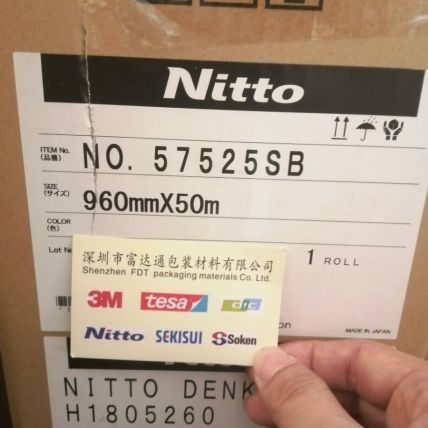 Nitto
ITEM No.
(品番)
NO. 57525SB
SIZE
(サイズ)
960mmX50m
COLOR
(色)
Lot No
1 ROLL
深圳市富达通包装材料有限公司
Shenzhen FDT packaging materials Co. Ltd.
3M tesa dic
Nitto SEKISUI Soken
MADE IN JAPAN
NITTO DENK
H1805260